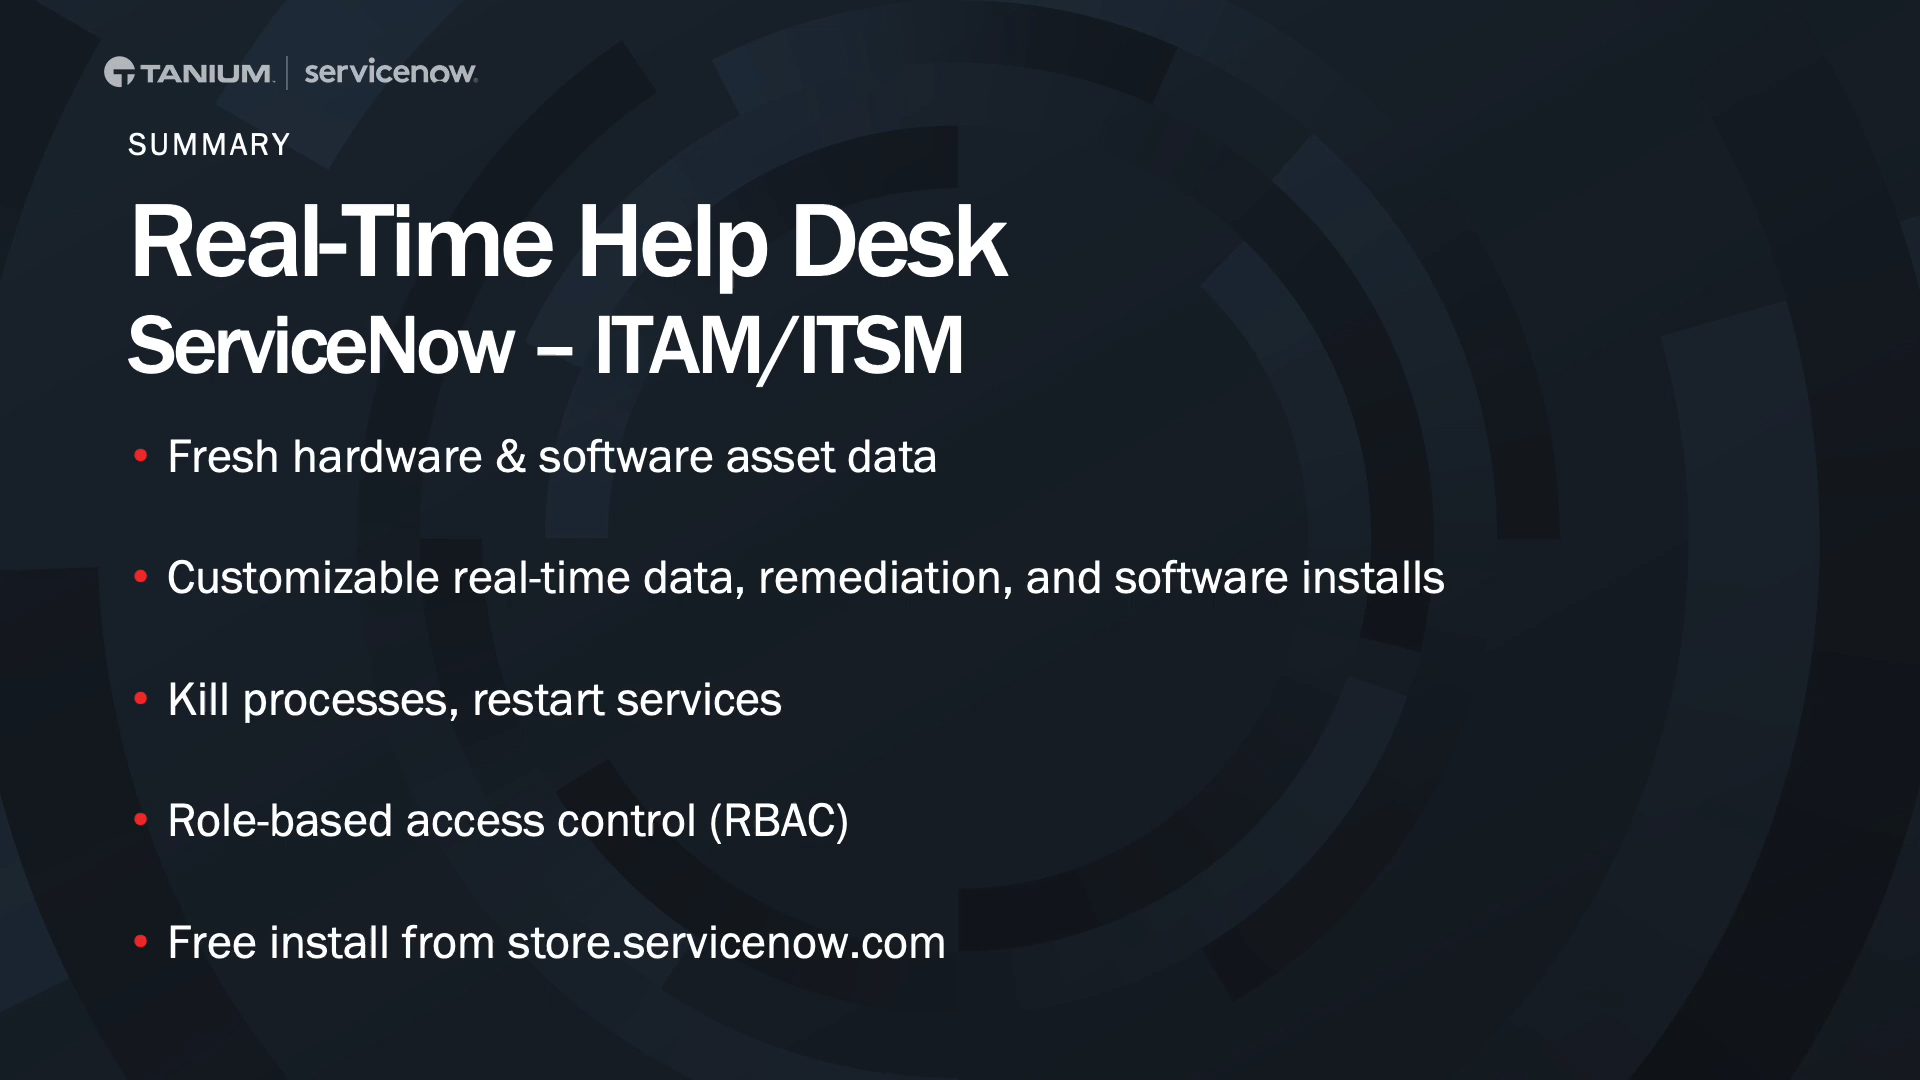 TANIUM | servicenow
SUMMARY
Real-Time Help Desk
ServiceNow – ITAM/ITSM
• Fresh hardware & software asset data
• Customizable real-time data, remediation, and software installs
• Kill processes, restart services
• Role-based access control (RBAC)
• Free install from store.servicenow.com